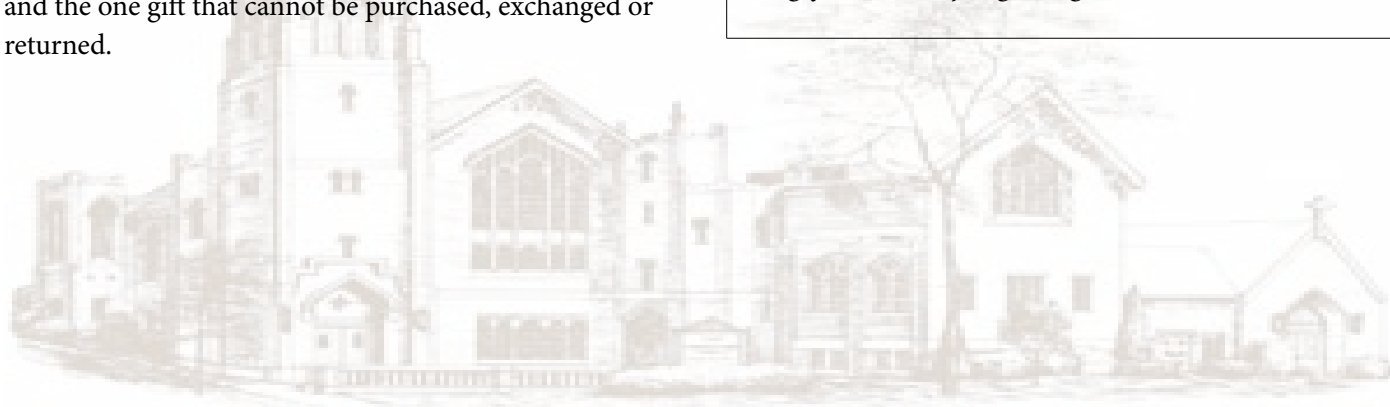 and the one gift that cannot be purchased, exchanged or
returned.